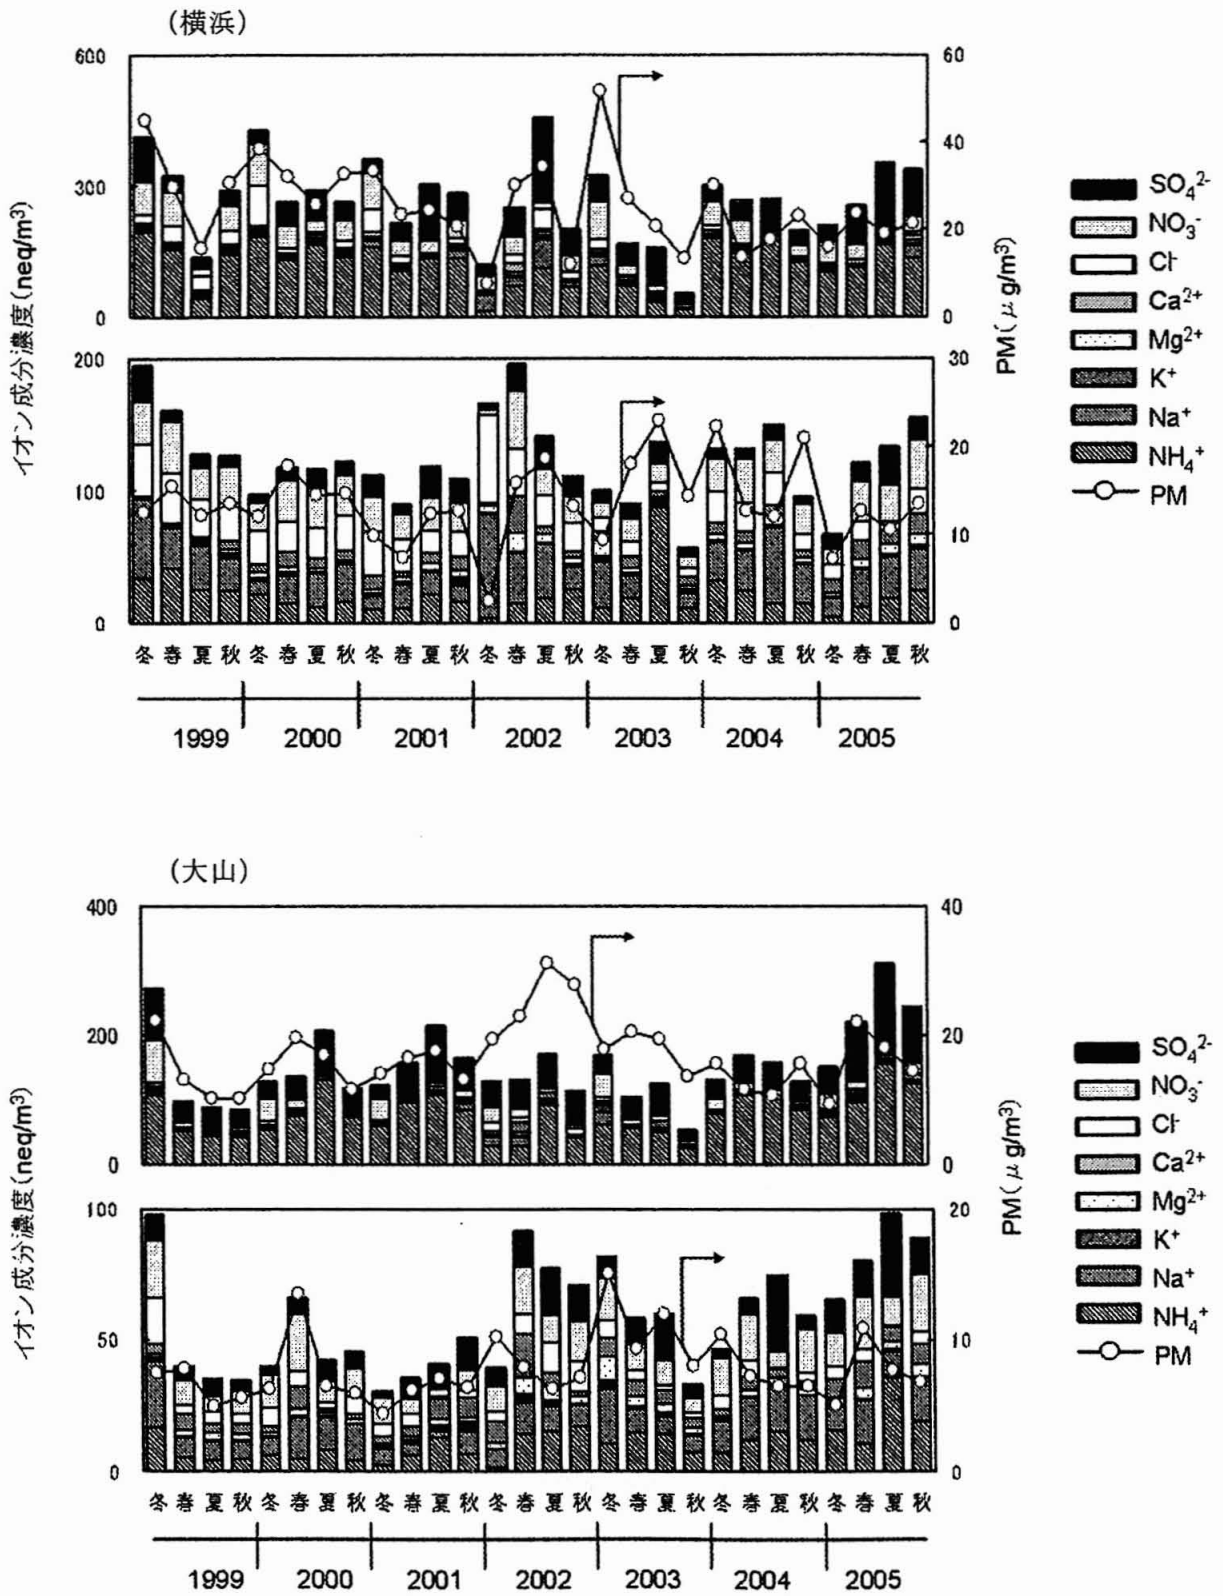 (横浜)
600
300
0
60
40
20
0
PM(μg/m³)
イオン成分濃度(neq/m³)
200
100
0
30
20
10
0
SO₄²⁻
NO₃⁻
Cl⁻
Ca²⁺
Mg²⁺
K⁺
Na⁺
NH₄⁺
PM
冬 春 夏 秋 冬 春 夏 秋 冬 春 夏 秋 冬 春 夏 秋 冬 春 夏 秋 冬 春 夏 秋 冬 春 夏 秋
1999 2000 2001 2002 2003 2004 2005
(大山)
400
200
0
40
20
0
PM(μg/m³)
イオン成分濃度(neq/m³)
100
50
0
20
10
0
SO₄²⁻
NO₃⁻
Cl⁻
Ca²⁺
Mg²⁺
K⁺
Na⁺
NH₄⁺
PM
冬 春 夏 秋 冬 春 夏 秋 冬 春 夏 秋 冬 春 夏 秋 冬 春 夏 秋 冬 春 夏 秋 冬 春 夏 秋
1999 2000 2001 2002 2003 2004 2005